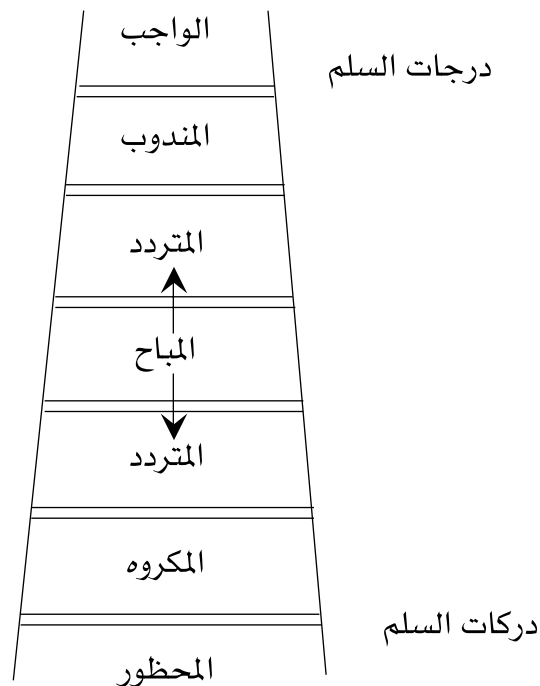 الواجب
درجات السلم
المندوب
المتردد
المباح
المتردد
المكروه
دركات السلم
المحظور